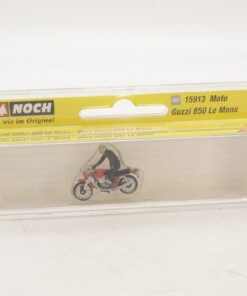 NOCH
wie im Original
15913 Moto
Guzzi 850 Le Mans